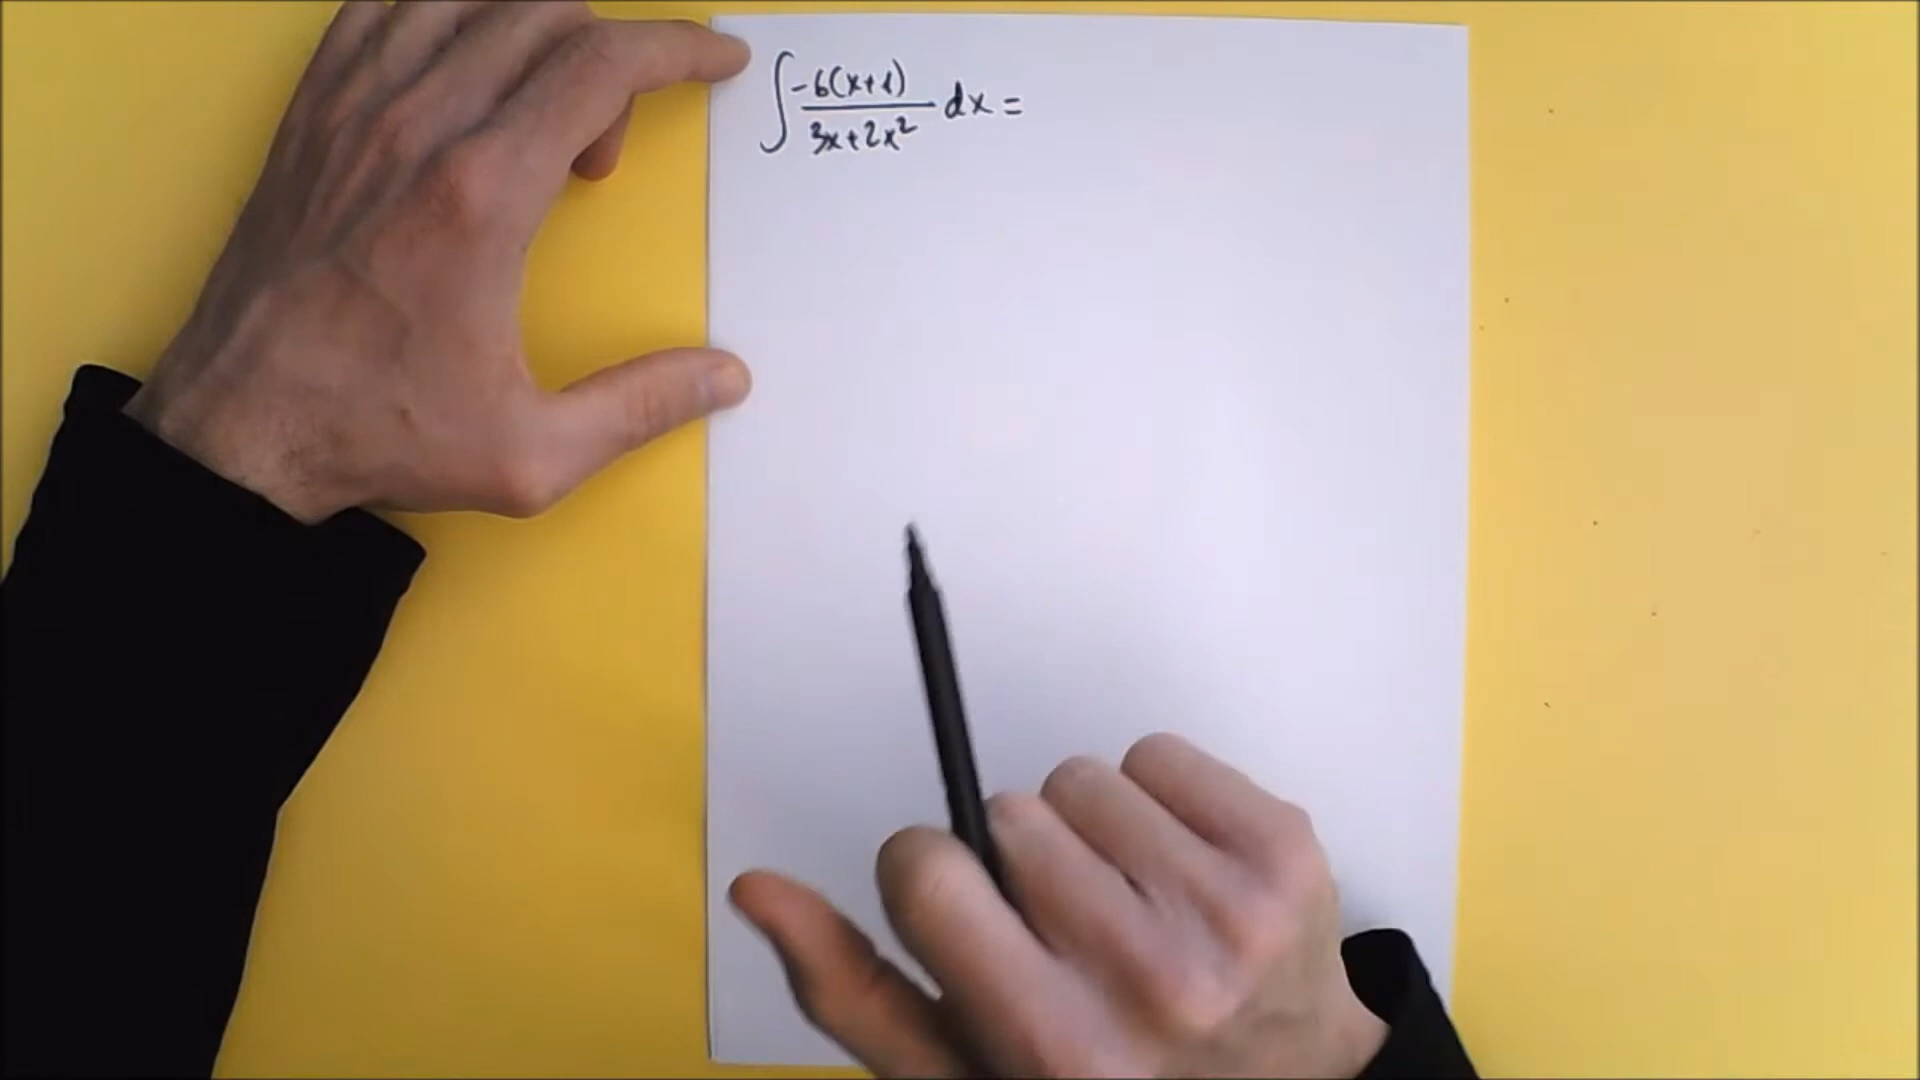 ∫ -6(x+1) / 3x+2x² dx =